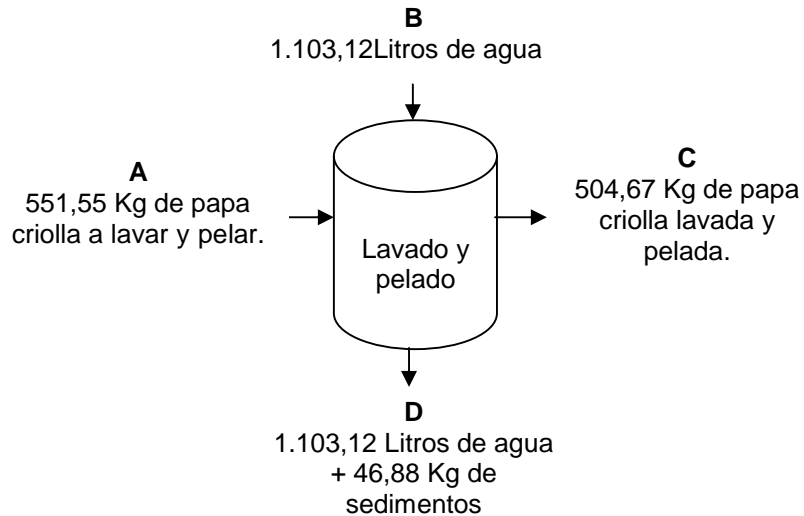 B
1.103,12Litros de agua
A
551,55 Kg de papa
criolla a lavar y pelar.
Lavado y
pelado
C
504,67 Kg de papa
criolla lavada y
pelada.
D
1.103,12 Litros de agua
+ 46,88 Kg de
sedimentos